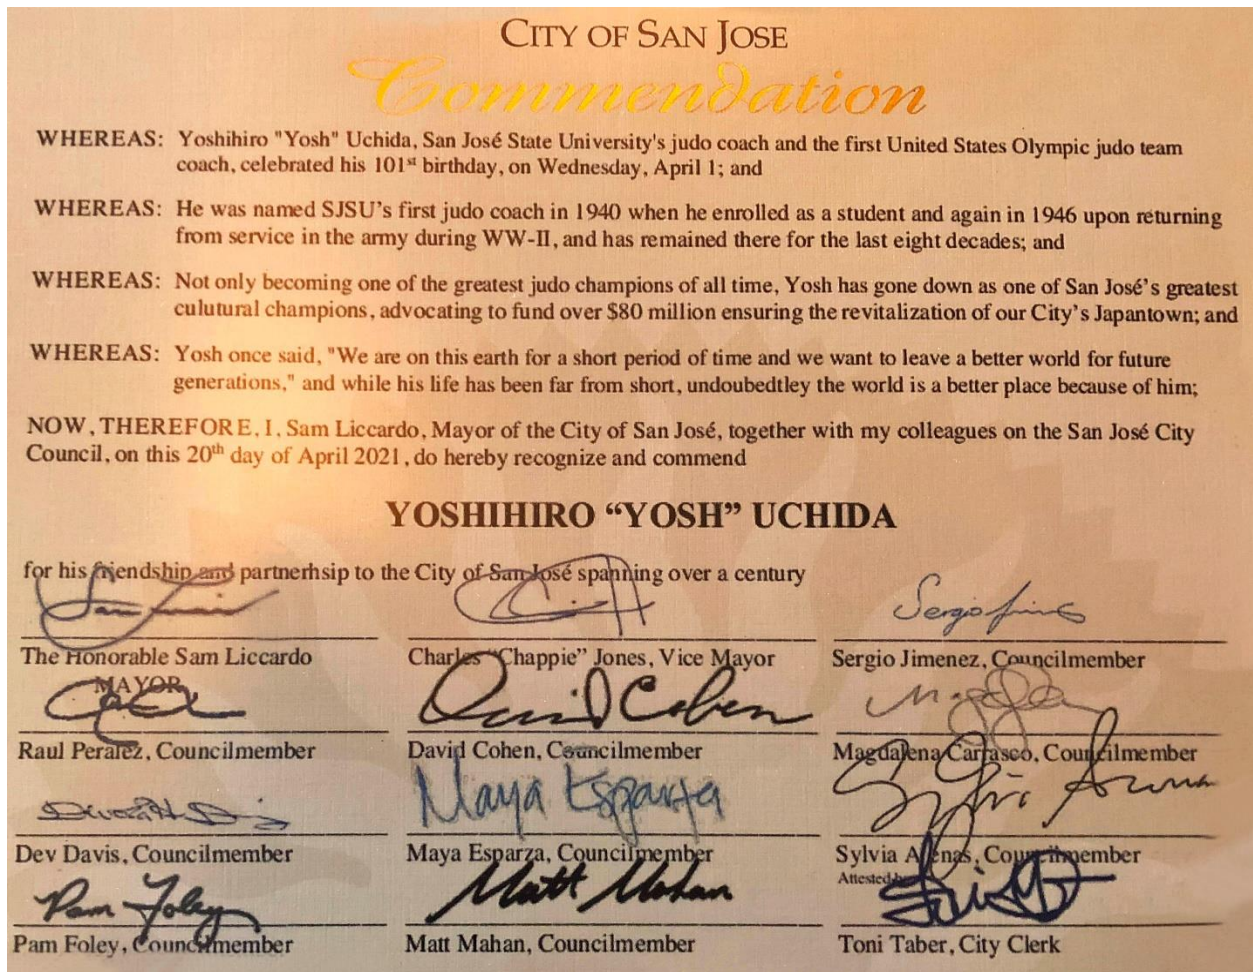 CITY OF SAN JOSE
Commendation
WHEREAS: Yoshihiro "Yosh" Uchida, San José State University's judo coach and the first United States Olympic judo team
coach, celebrated his 101st birthday, on Wednesday, April 1; and
WHEREAS: He was named SJSU's first judo coach in 1940 when he enrolled as a student and again in 1946 upon returning
from service in the army during WW-II, and has remained there for the last eight decades; and
WHEREAS: Not only becoming one of the greatest judo champions of all time, Yosh has gone down as one of San José's greatest
culutural champions, advocating to fund over $80 million ensuring the revitalization of our City's Japantown; and
WHEREAS: Yosh once said, "We are on this earth for a short period of time and we want to leave a better world for future
generations," and while his life has been far from short, undoubedtley the world is a better place because of him;
NOW, THEREFORE, I, Sam Liccardo, Mayor of the City of San José, together with my colleagues on the San José City
Council, on this 20th day of April 2021, do hereby recognize and commend
YOSHIHIRO “YOSH” UCHIDA
for his friendship and partnerhsip to the City of San José spanning over a century
The Honorable Sam Liccardo
MAYOR
Charles “Chappie” Jones, Vice Mayor
Sergio Jimenez, Councilmember
Raul Peralez, Councilmember
David Cohen
David Cohen, Councilmember
Magdalena Carrasco, Councilmember
Dev Davis, Councilmember
Maya Esparza
Maya Esparza, Councilmember
Sylvia Arenas, Councilmember
Pam Foley
Pam Foley, Councilmember
Matt Mahan
Matt Mahan, Councilmember
Attested by
Toni Taber, City Clerk